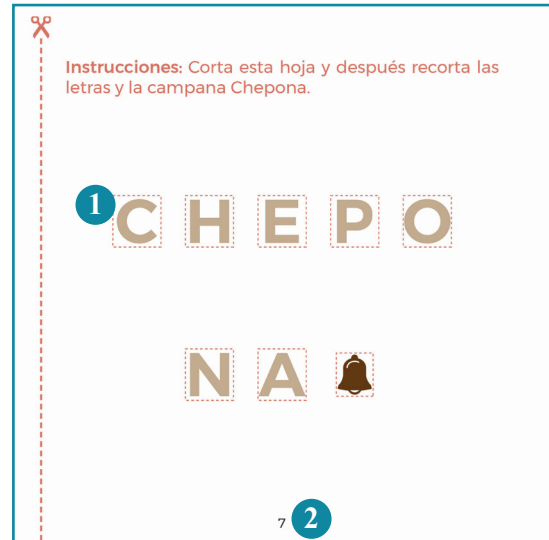 Instrucciones: Corta esta hoja y después recorta las
letras y la campana Chepona.
1
C H E P O
N A
7 2